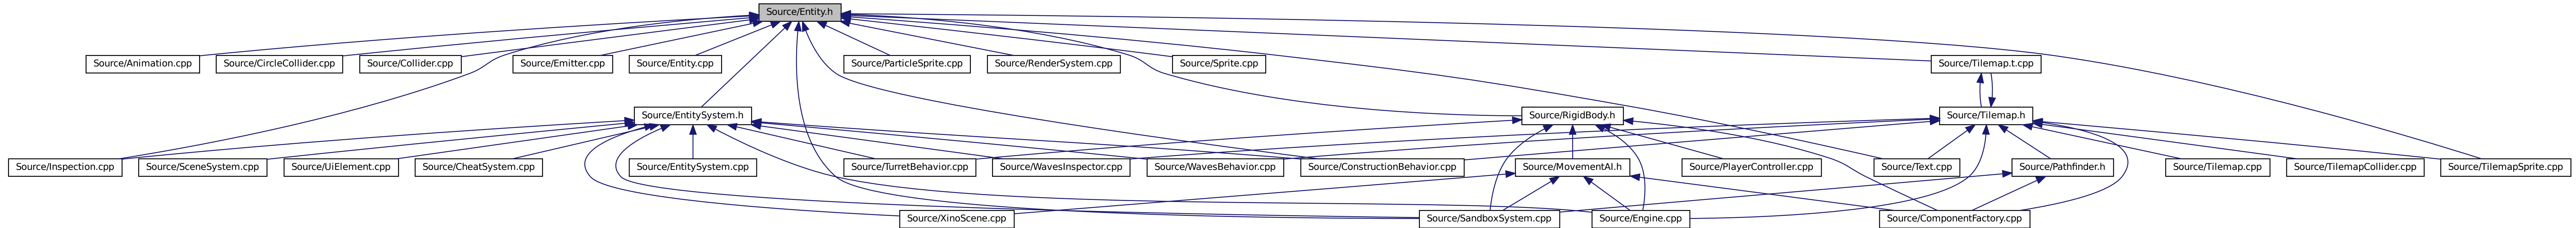 Source/Entity.h
Source/Animation.cpp
Source/CircleCollider.cpp
Source/Collider.cpp
Source/Emitter.cpp
Source/Entity.cpp
Source/ParticleSprite.cpp
Source/RenderSystem.cpp
Source/Sprite.cpp
Source/Tilemap.t.cpp
Source/EntitySystem.h
Source/RigidBody.h
Source/Tilemap.h
Source/Inspection.cpp
Source/SceneSystem.cpp
Source/UiElement.cpp
Source/CheatSystem.cpp
Source/EntitySystem.cpp
Source/TurretBehavior.cpp
Source/WavesInspector.cpp
Source/WavesBehavior.cpp
Source/ConstructionBehavior.cpp
Source/MovementAI.h
Source/PlayerController.cpp
Source/Text.cpp
Source/Pathfinder.h
Source/Tilemap.cpp
Source/TilemapCollider.cpp
Source/TilemapSprite.cpp
Source/XinoScene.cpp
Source/SandboxSystem.cpp
Source/Engine.cpp
Source/ComponentFactory.cpp